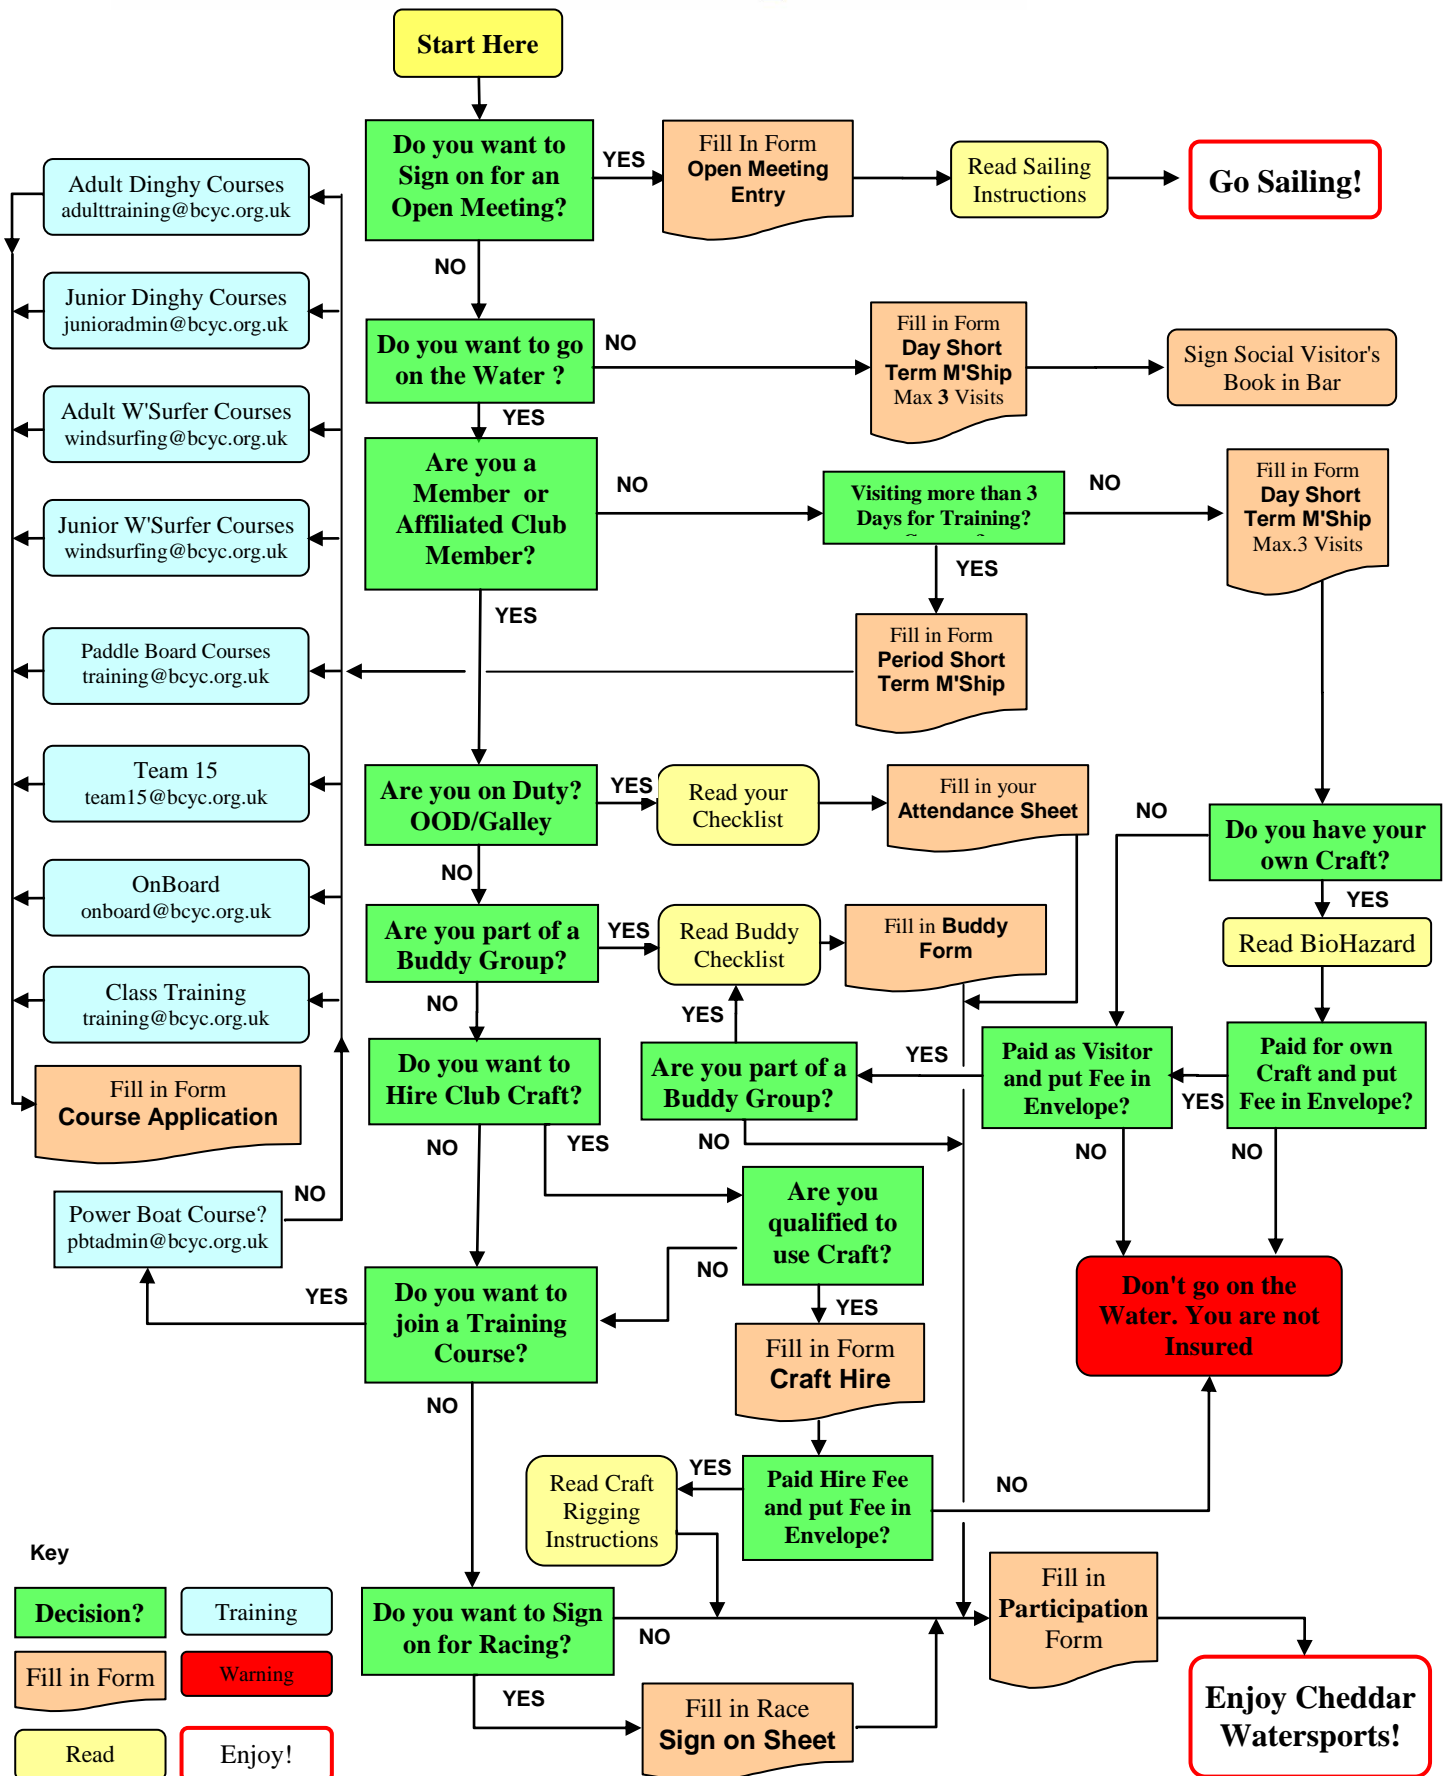 Start Here
Do you want to
Sign on for an
Open Meeting?
YES
Fill In Form
Open Meeting
Entry
Read Sailing
Instructions
Go Sailing!
NO
Do you want to go
on the Water ?
NO
Fill in Form
Day Short
Term M'Ship
Max 3 Visits
Sign Social Visitor's
Book in Bar
YES
Are you a
Member or
Affiliated Club
Member?
NO
Visiting more than 3
Days for Training?
NO
Fill in Form
Day Short
Term M'Ship
Max.3 Visits
YES
Fill in Form
Period Short
Term M'Ship
YES
Adult Dinghy Courses
adulttraining@bcyc.org.uk
Junior Dinghy Courses
junioradmin@bcyc.org.uk
Adult W'Surfer Courses
windsurfing@bcyc.org.uk
Junior W'Surfer Courses
windsurfing@bcyc.org.uk
Paddle Board Courses
training@bcyc.org.uk
Team 15
team15@bcyc.org.uk
OnBoard
onboard@bcyc.org.uk
Class Training
training@bcyc.org.uk
Fill in Form
Course Application
Power Boat Course?
pbtadmin@bcyc.org.uk
NO
Are you on Duty?
OOD/Galley
YES
Read your
Checklist
Fill in your
Attendance Sheet
NO
Do you have your
own Craft?
NO
YES
Read BioHazard
Are you part of a
Buddy Group?
YES
Read Buddy
Checklist
Fill in Buddy
Form
NO
YES
Do you want to
Hire Club Craft?
Are you part of a
Buddy Group?
YES
Paid as Visitor
and put Fee in
Envelope?
YES
Paid for own
Craft and put
Fee in Envelope?
NO
YES
NO
NO
NO
Are you
qualified to
use Craft?
NO
YES
Don't go on the
Water. You are not
Insured
Do you want to
join a Training
Course?
YES
NO
Fill in Form
Craft Hire
Read Craft
Rigging
Instructions
YES
Paid Hire Fee
and put Fee in
Envelope?
NO
Do you want to Sign
on for Racing?
NO
YES
Fill in Race
Sign on Sheet
Fill in
Participation
Form
Enjoy Cheddar
Watersports!
Key
Decision?
Training
Fill in Form
Warning
Read
Enjoy!